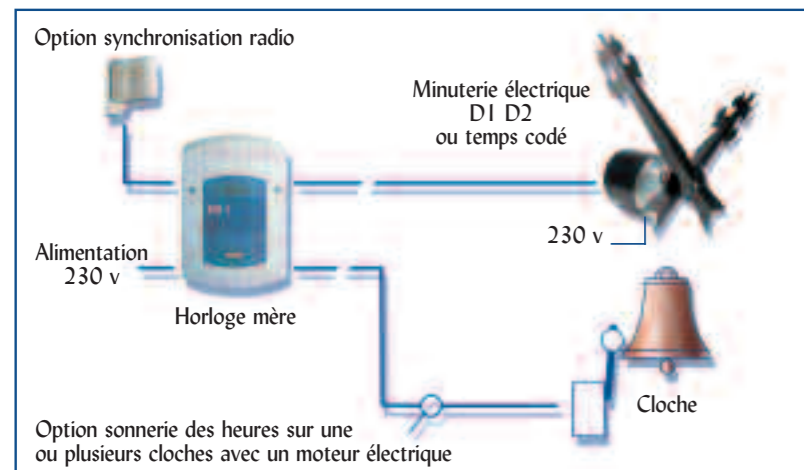 Option synchronisation radio
Minuterie électrique
D1 D2
ou temps codé
230 v
Alimentation
230 v
Horloge mère
Cloche
Option sonnerie des heures sur une
ou plusieurs cloches avec un moteur électrique